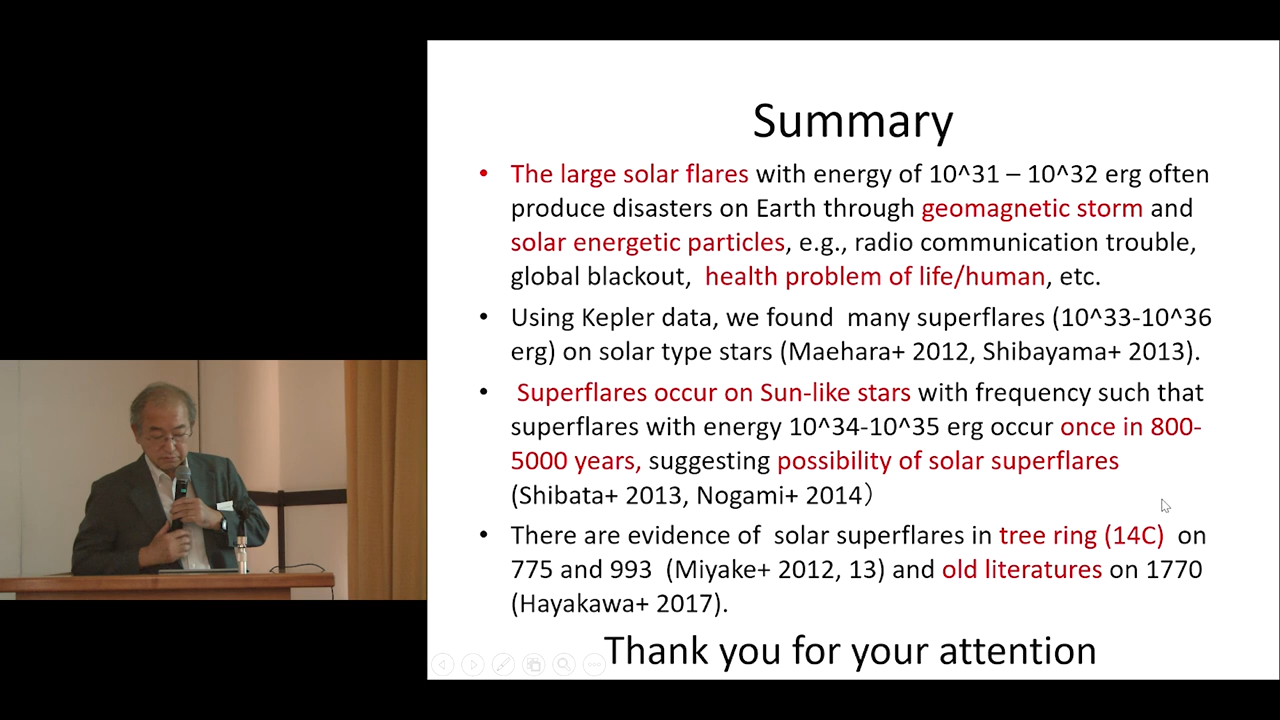 Summary
• The large solar flares with energy of 10^31 – 10^32 erg often
produce disasters on Earth through geomagnetic storm and
solar energetic particles, e.g., radio communication trouble,
global blackout, health problem of life/human, etc.
• Using Kepler data, we found many superflares (10^33-10^36
erg) on solar type stars (Maehara+ 2012, Shibayama+ 2013).
• Superflares occur on Sun-like stars with frequency such that
superflares with energy 10^34-10^35 erg occur once in 800-
5000 years, suggesting possibility of solar superflares
(Shibata+ 2013, Nogami+ 2014）
• There are evidence of solar superflares in tree ring (14C) on
775 and 993 (Miyake+ 2012, 13) and old literatures on 1770
(Hayakawa+ 2017).
Thank you for your attention